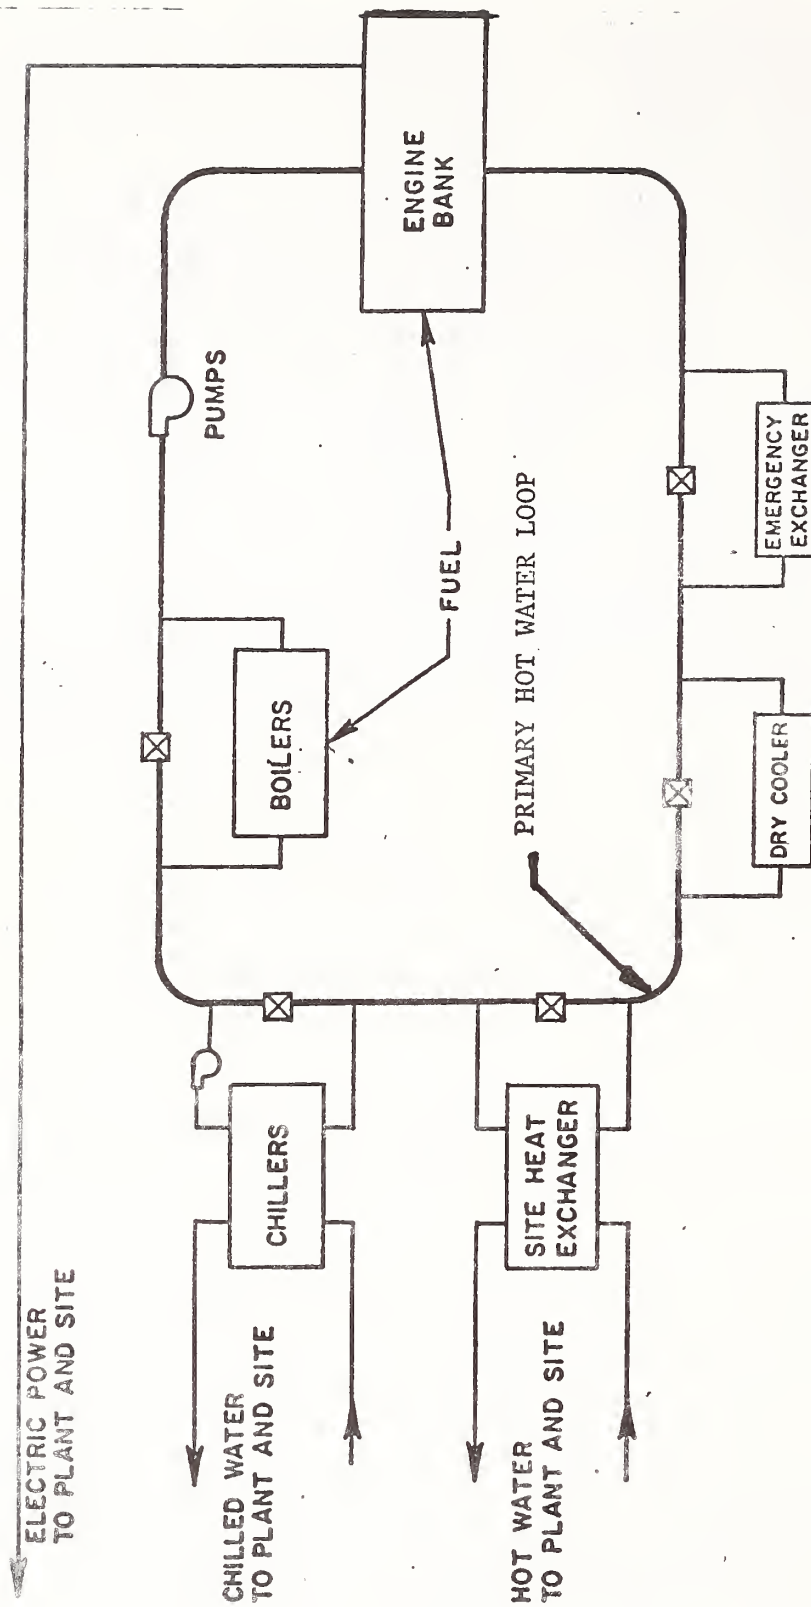 ELECTRIC POWER
TO PLANT AND SITE
CHILLED WATER
TO PLANT AND SITE
HOT WATER
TO PLANT AND SITE
CHILLERS
SITE HEAT
EXCHANGER
BOILERS
PUMPS
FUEL
PRIMARY HOT WATER LOOP
ENGINE
BANK
DRY COOLER
EMERGENCY
EXCHANGER